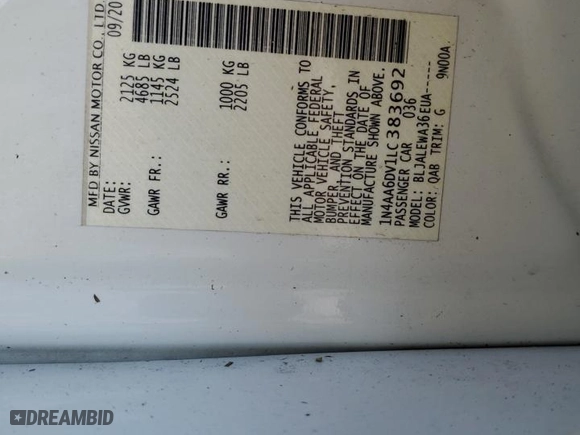 MFD BY NISSAN MOTOR CO., LTD.
DATE: 09/20
GVWR: 2125 KG
4685 LB
GAWR FR.: 1145 KG
2524 LB
GAWR RR.: 1000 KG
2205 LB
THIS VEHICLE CONFORMS TO
ALL APPLICABLE FEDERAL
MOTOR VEHICLE SAFETY,
BUMPER, AND THEFT
PREVENTION STANDARDS IN
EFFECT ON THE DATE OF
MANUFACTURE SHOWN ABOVE.
1N4AA6DV1LC383692
PASSENGER CAR 036
MODEL: BLJALEWA36EUA-----
COLOR: QAB TRIM: G 9N00A
DREAMBID